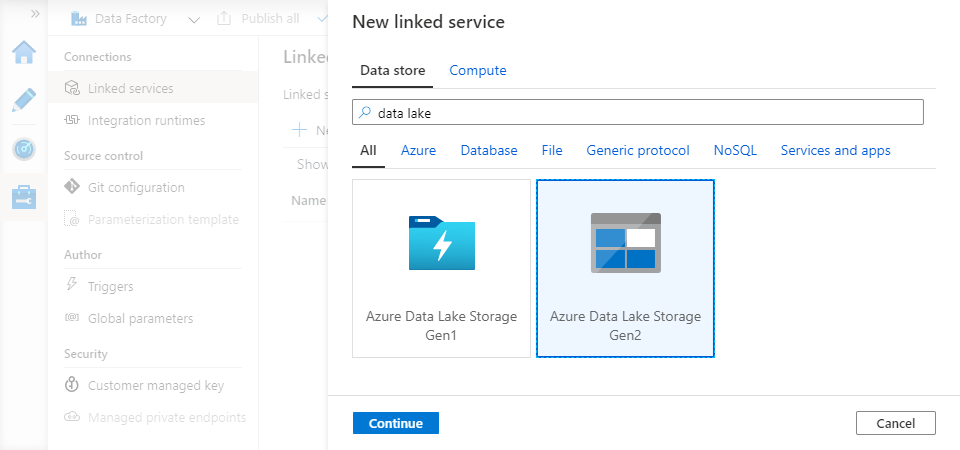 »
Data Factory
Publish all
Connections
Linked services
Integration runtimes
Source control
Git configuration
Parameterization template
Author
Triggers
Global parameters
Security
Customer managed key
Managed private endpoints
Linked s
Show
Name
New linked service
Data store Compute
data lake
All Azure Database File Generic protocol NoSQL Services and apps
Azure Data Lake Storage
Gen1
Azure Data Lake Storage
Gen2
Continue Cancel